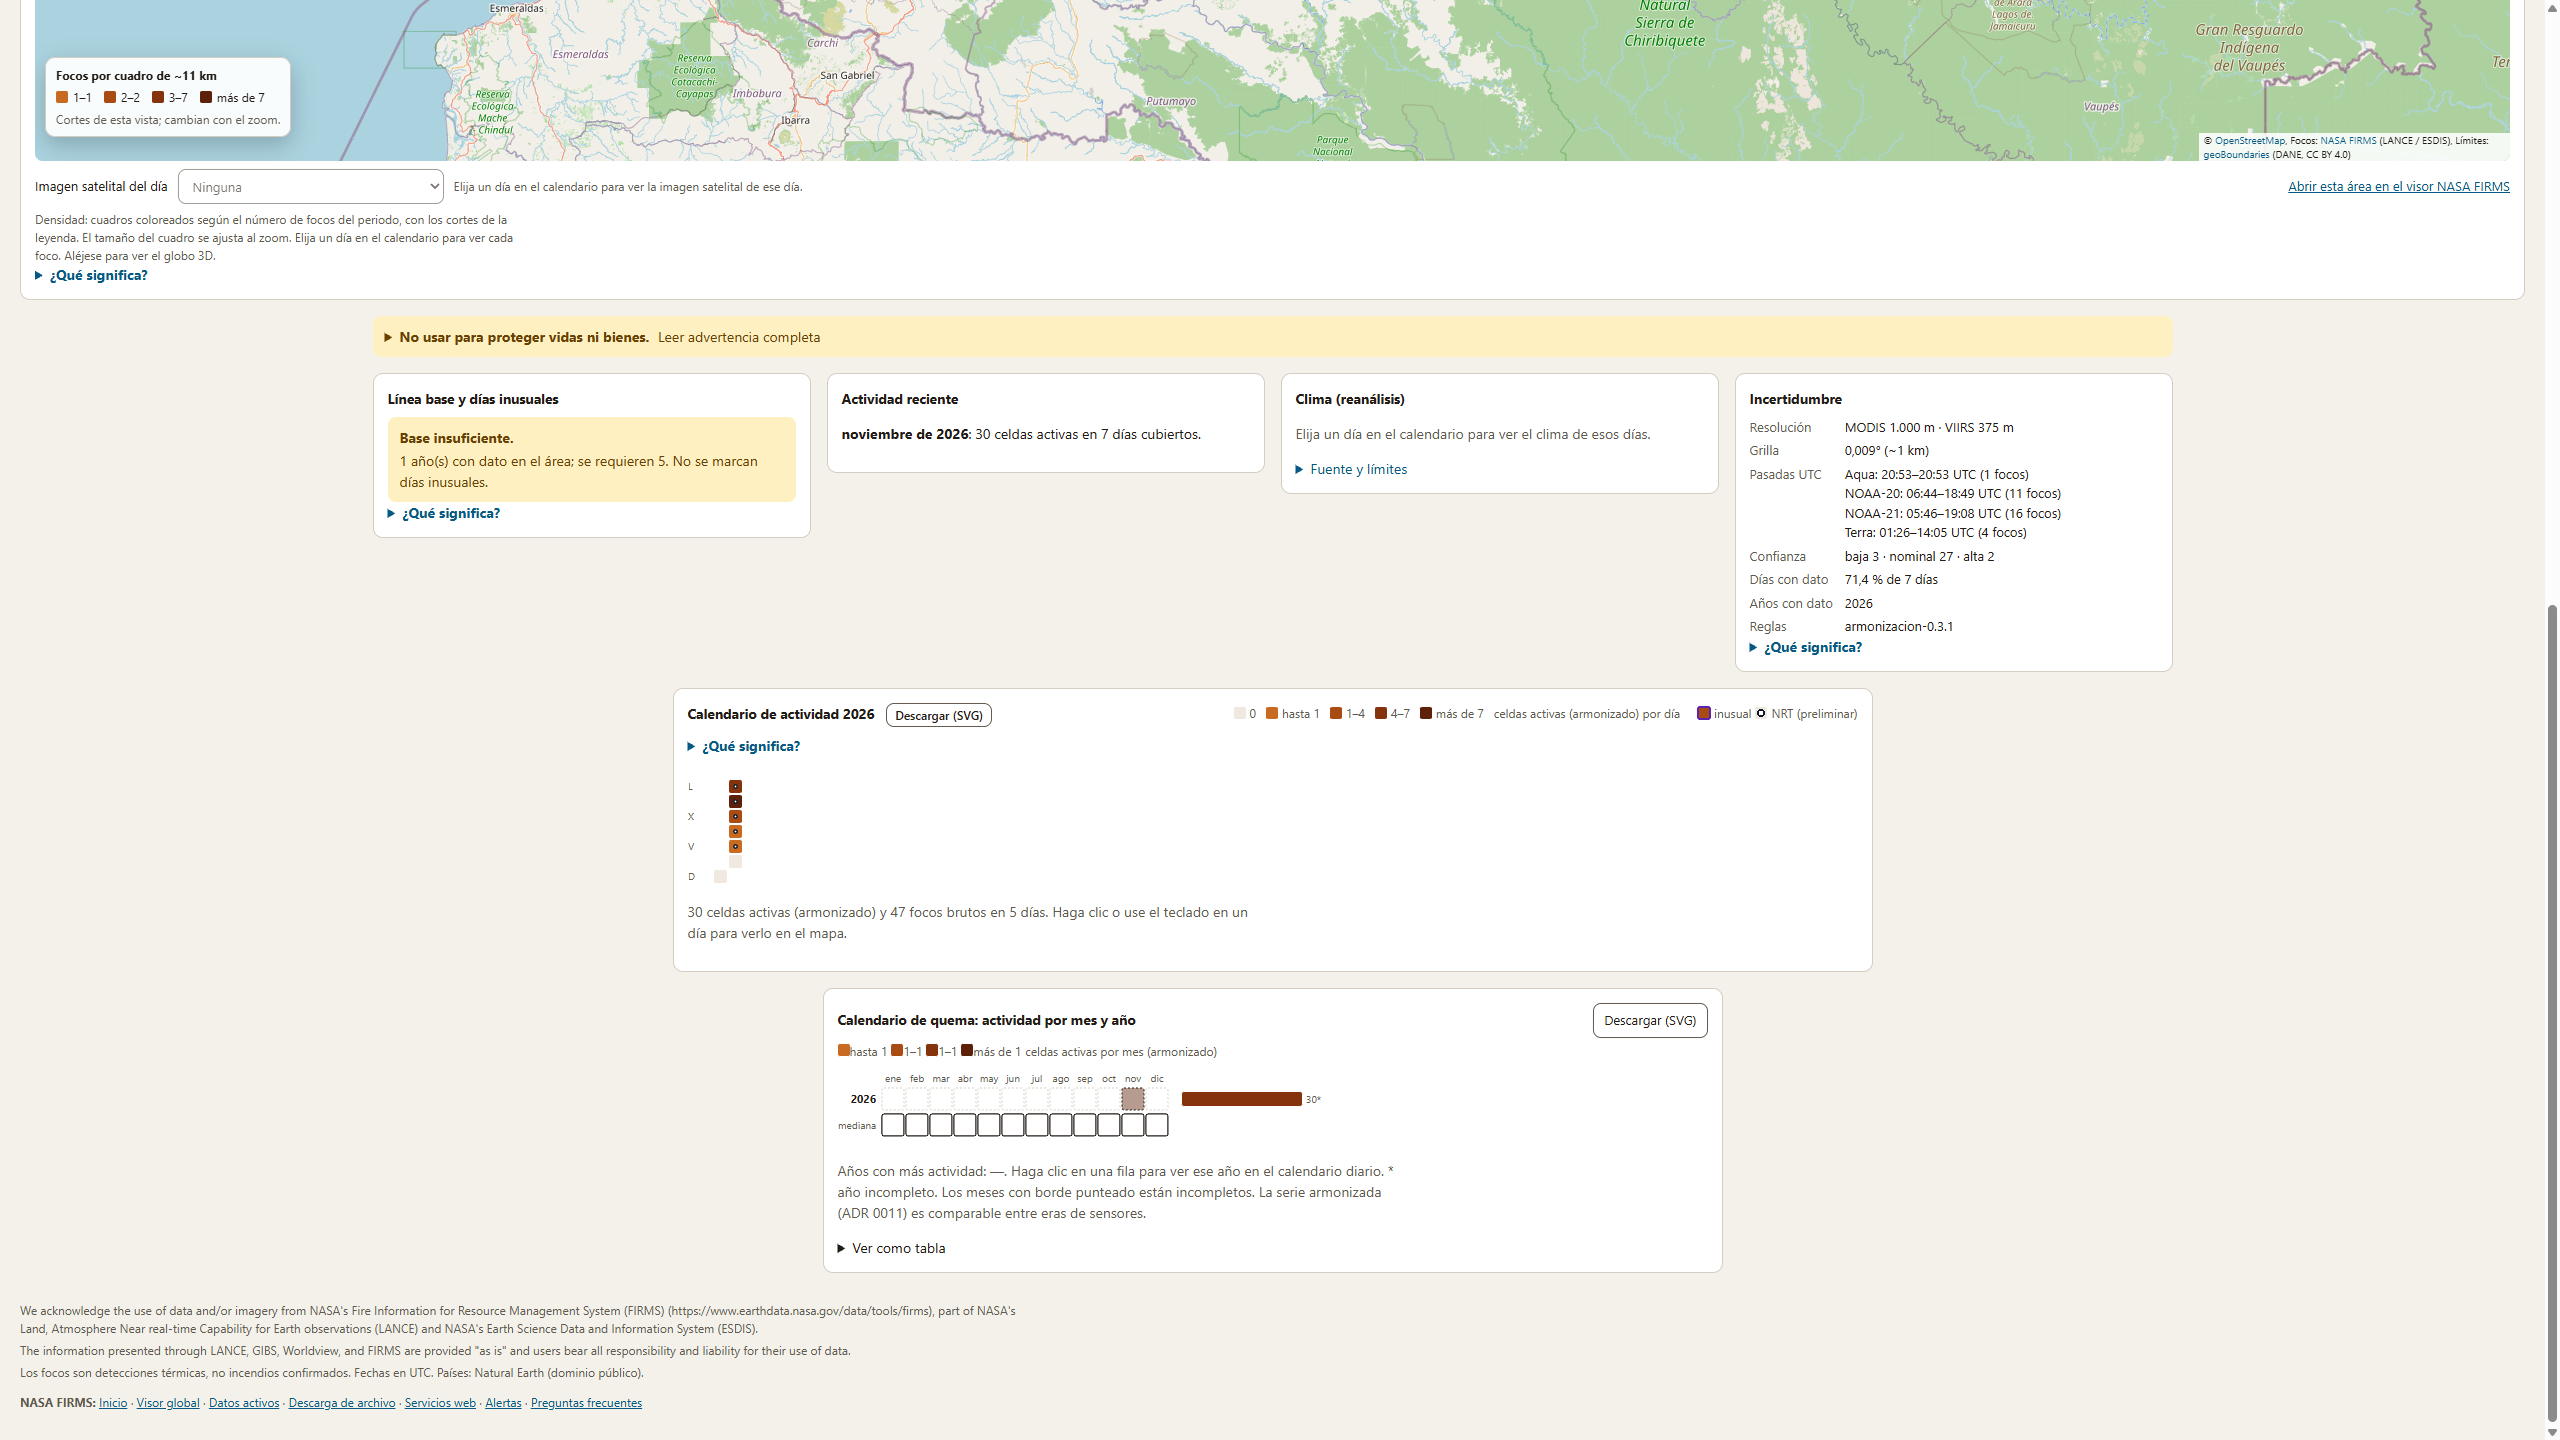 Esmeraldas
Esmeraldas
Carchi
Reserva
Ecológica
Cotacachi-
Cayapas
San Gabriel
Imbabura
Ibarra
Reserva
Ecológica
Mache
Chindul
Putumayo
Parque
Nacional
Natural
Sierra de
Chiribiquete
de Arara
Lagos de
Jamaicuru
Gran Resguardo
Indígena
del Vaupés
Vaupés
Focos por cuadro de ~11 km
1–1 2–2 3–7 más de 7
Cortes de esta vista; cambian con el zoom.
© OpenStreetMap, Focos: NASA FIRMS (LANCE / ESDIS), Límites:
geoBoundaries (DANE, CC BY 4.0)
Imagen satelital del día Ninguna Elija un día en el calendario para ver la imagen satelital de ese día. Abrir esta área en el visor NASA FIRMS
Densidad: cuadros coloreados según el número de focos del periodo, con los cortes de la
leyenda. El tamaño del cuadro se ajusta al zoom. Elija un día en el calendario para ver cada
foco. Aléjese para ver el globo 3D.
¿Qué significa?
No usar para proteger vidas ni bienes. Leer advertencia completa
Línea base y días inusuales
Base insuficiente.
1 año(s) con dato en el área; se requieren 5. No se marcan
días inusuales.
¿Qué significa?
Actividad reciente
noviembre de 2026: 30 celdas activas en 7 días cubiertos.
Clima (reanálisis)
Elija un día en el calendario para ver el clima de esos días.
Fuente y límites
Incertidumbre
Resolución MODIS 1.000 m · VIIRS 375 m
Grilla 0,009° (~1 km)
Pasadas UTC Aqua: 20:53–20:53 UTC (1 focos)
NOAA-20: 06:44–18:49 UTC (11 focos)
NOAA-21: 05:46–19:08 UTC (16 focos)
Terra: 01:26–14:05 UTC (4 focos)
Confianza baja 3 · nominal 27 · alta 2
Días con dato 71,4 % de 7 días
Años con dato 2026
Reglas armonizacion-0.3.1
¿Qué significa?
Calendario de actividad 2026 Descargar (SVG) 0 hasta 1 1–4 4–7 más de 7 celdas activas (armonizado) por día inusual NRT (preliminar)
¿Qué significa?
L
X
V
D
30 celdas activas (armonizado) y 47 focos brutos en 5 días. Haga clic o use el teclado en un
día para verlo en el mapa.
Calendario de quema: actividad por mes y año Descargar (SVG)
hasta 1 1–1 1–1 más de 1 celdas activas por mes (armonizado)
ene feb mar abr may jun jul ago sep oct nov dic
2026 30*
mediana
Años con más actividad: —. Haga clic en una fila para ver ese año en el calendario diario. *
año incompleto. Los meses con borde punteado están incompletos. La serie armonizada
(ADR 0011) es comparable entre eras de sensores.
Ver como tabla
We acknowledge the use of data and/or imagery from NASA's Fire Information for Resource Management System (FIRMS) (https://www.earthdata.nasa.gov/data/tools/firms), part of NASA's
Land, Atmosphere Near real-time Capability for Earth observations (LANCE) and NASA's Earth Science Data and Information System (ESDIS).
The information presented through LANCE, GIBS, Worldview, and FIRMS are provided "as is" and users bear all responsibility and liability for their use of data.
Los focos son detecciones térmicas, no incendios confirmados. Fechas en UTC. Países: Natural Earth (dominio público).
NASA FIRMS: Inicio · Visor global · Datos activos · Descarga de archivo · Servicios web · Alertas · Preguntas frecuentes